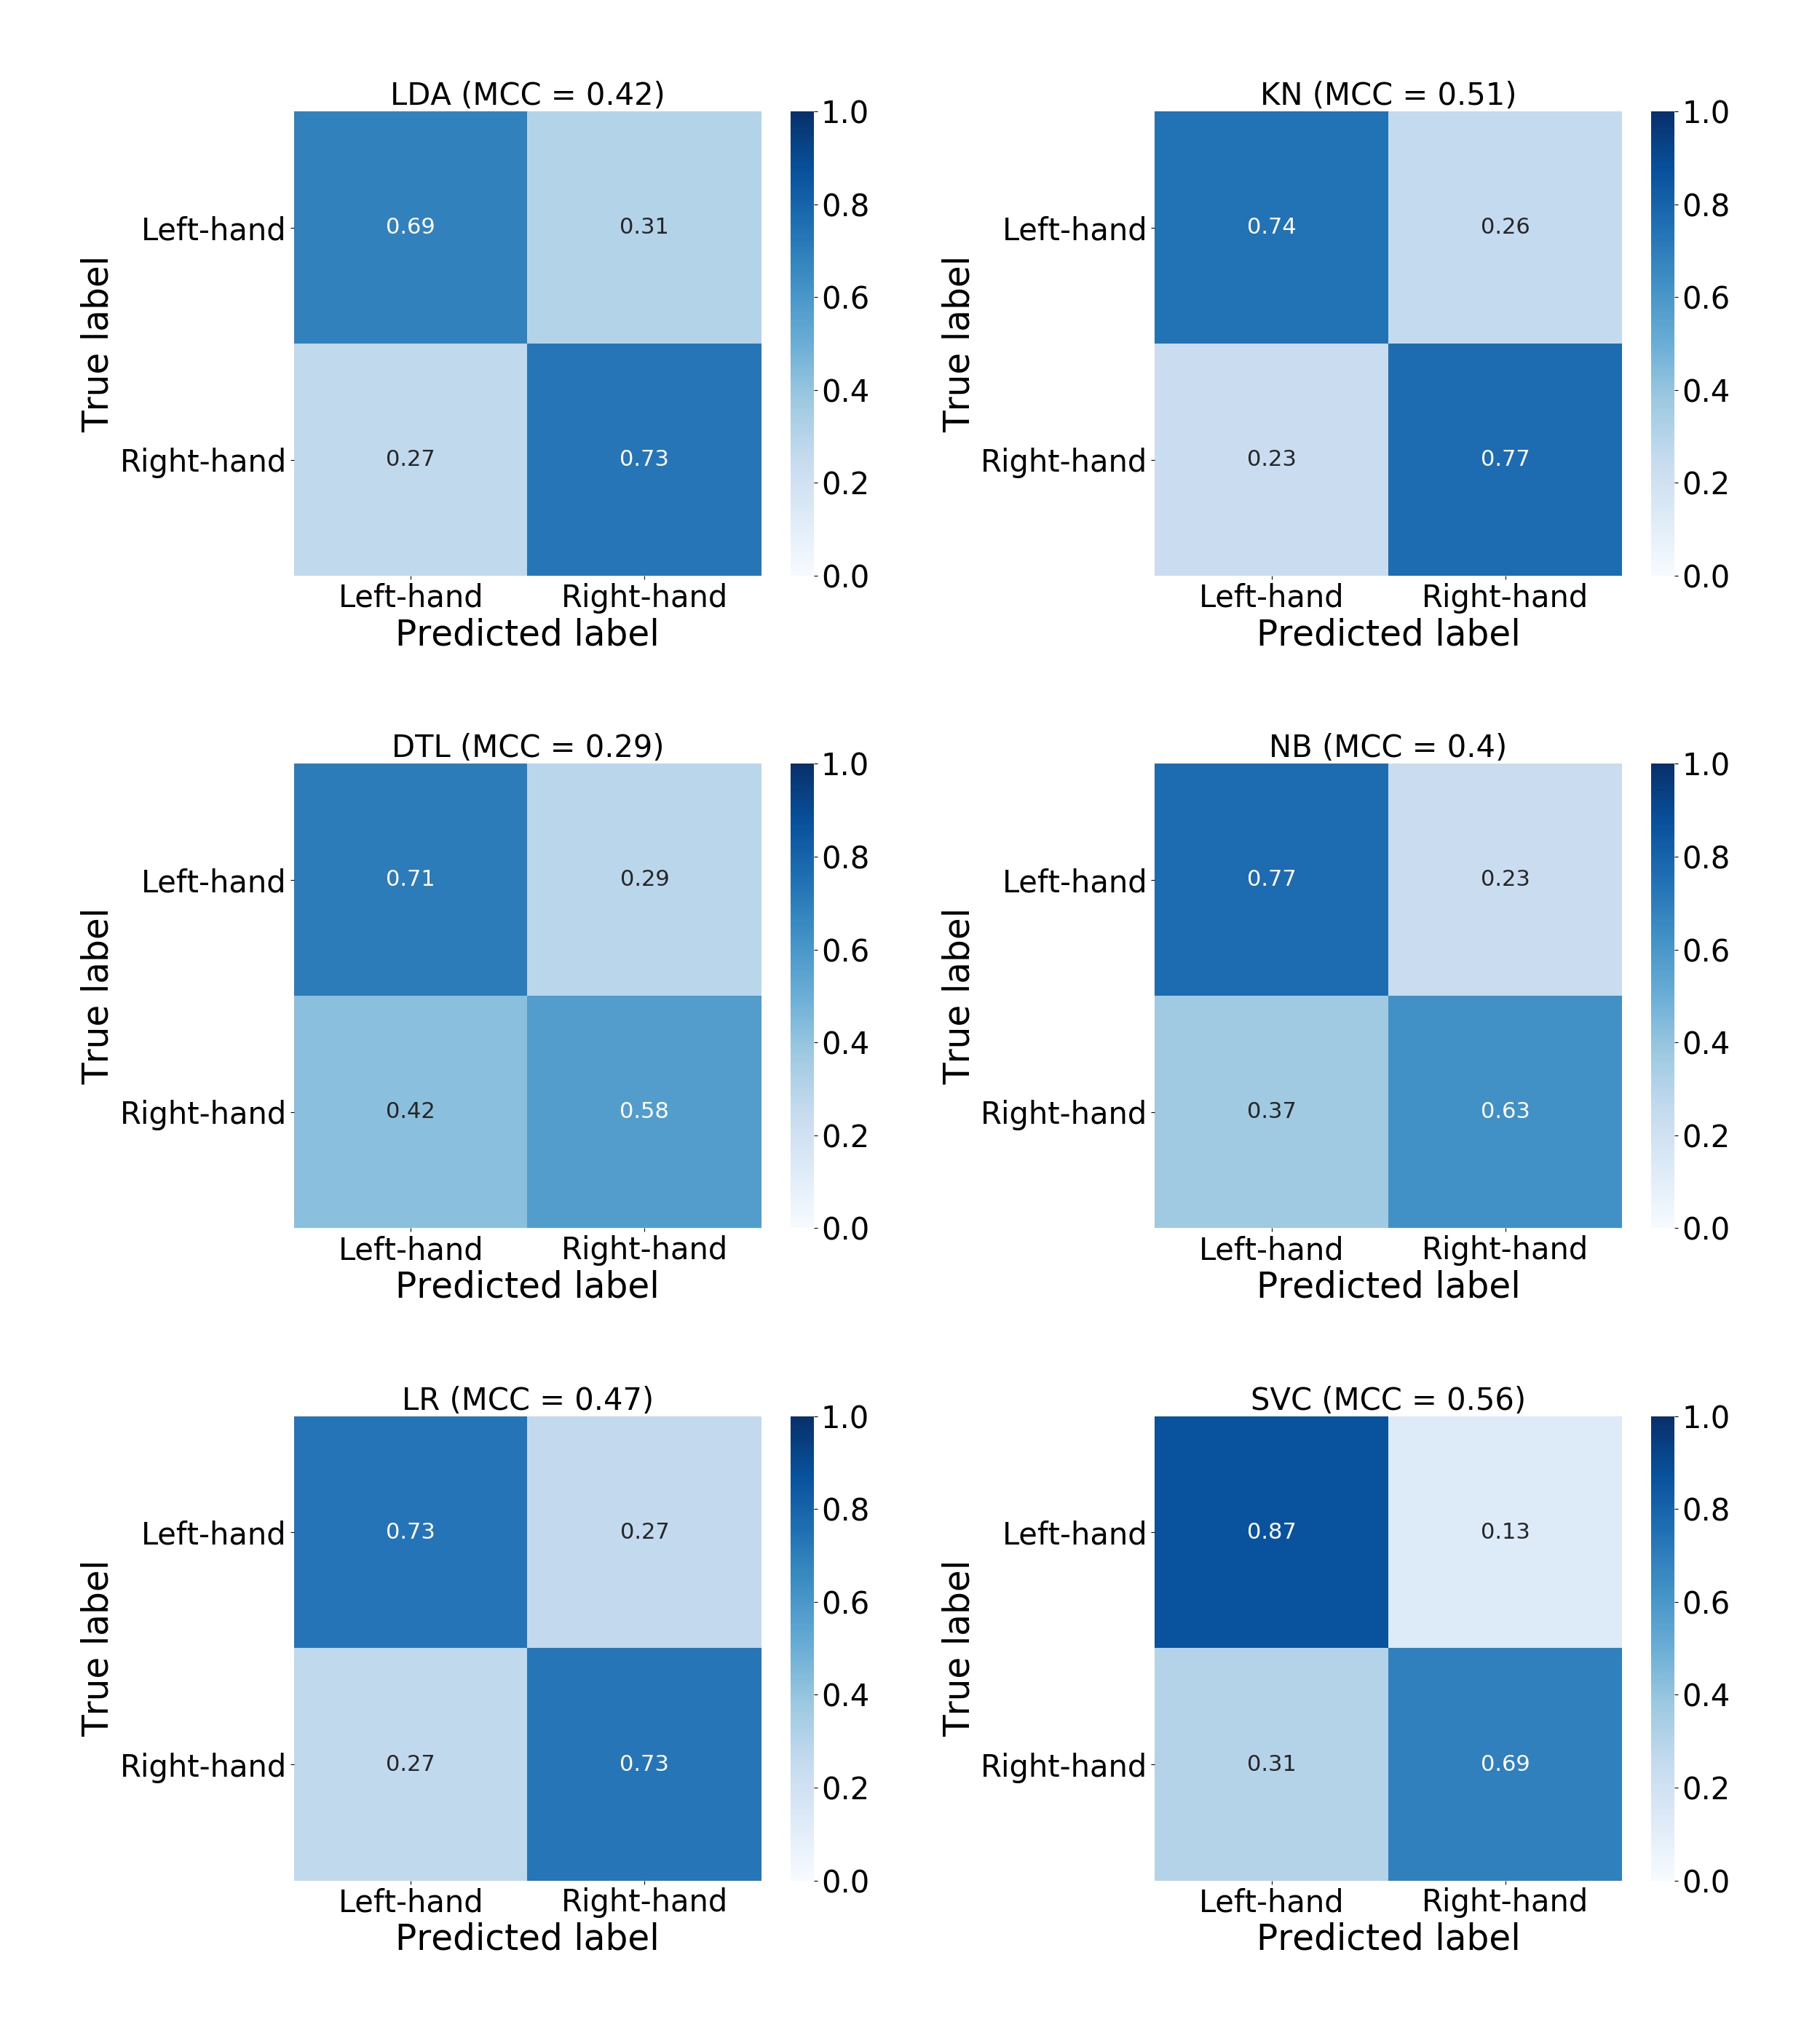 LDA (MCC = 0.42)
True label
Left-hand
Right-hand
0.69 0.31
0.27 0.73
Left-hand Right-hand
Predicted label
1.0
0.8
0.6
0.4
0.2
0.0
KN (MCC = 0.51)
True label
Left-hand
Right-hand
0.74 0.26
0.23 0.77
Left-hand Right-hand
Predicted label
1.0
0.8
0.6
0.4
0.2
0.0
DTL (MCC = 0.29)
True label
Left-hand
Right-hand
0.71 0.29
0.42 0.58
Left-hand Right-hand
Predicted label
1.0
0.8
0.6
0.4
0.2
0.0
NB (MCC = 0.4)
True label
Left-hand
Right-hand
0.77 0.23
0.37 0.63
Left-hand Right-hand
Predicted label
1.0
0.8
0.6
0.4
0.2
0.0
LR (MCC = 0.47)
True label
Left-hand
Right-hand
0.73 0.27
0.27 0.73
Left-hand Right-hand
Predicted label
1.0
0.8
0.6
0.4
0.2
0.0
SVC (MCC = 0.56)
True label
Left-hand
Right-hand
0.87 0.13
0.31 0.69
Left-hand Right-hand
Predicted label
1.0
0.8
0.6
0.4
0.2
0.0